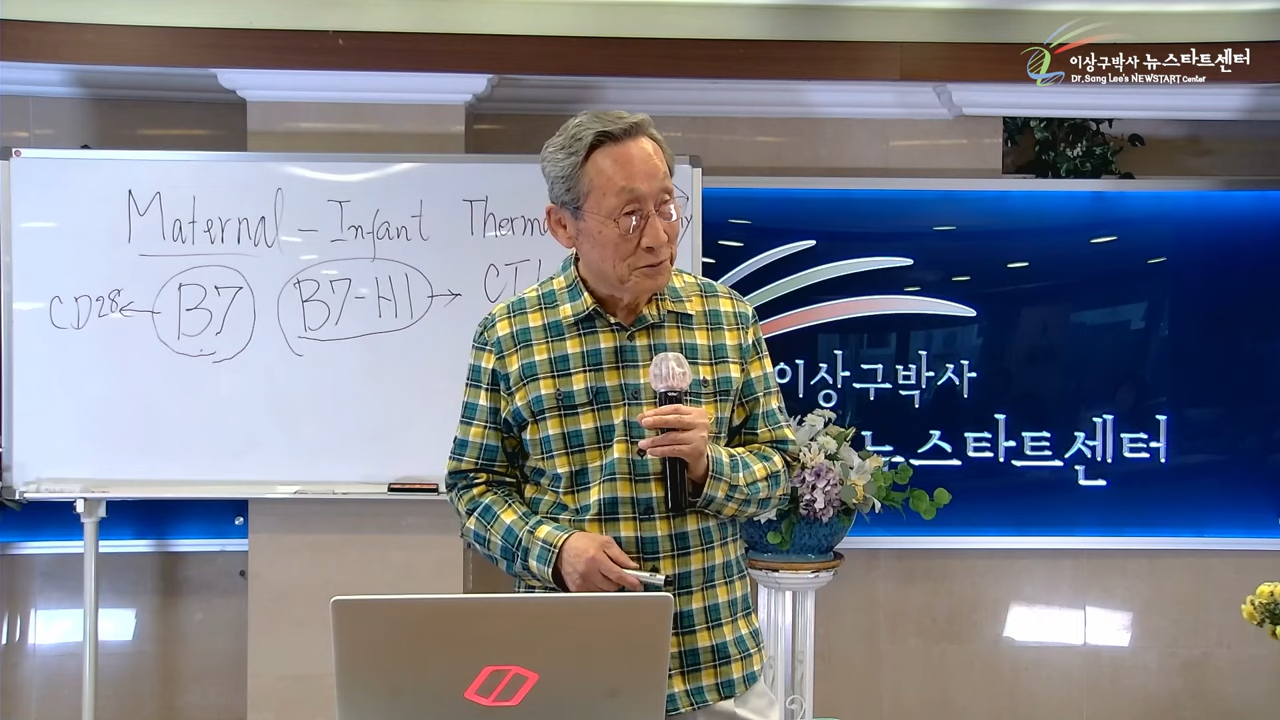 이상구박사 뉴스타트센터
Dr. Sang Lee's NEWSTART Center
Maternal - Infant
CD28 ← B7 B7-H1 →
이상구박사
뉴스타트센터